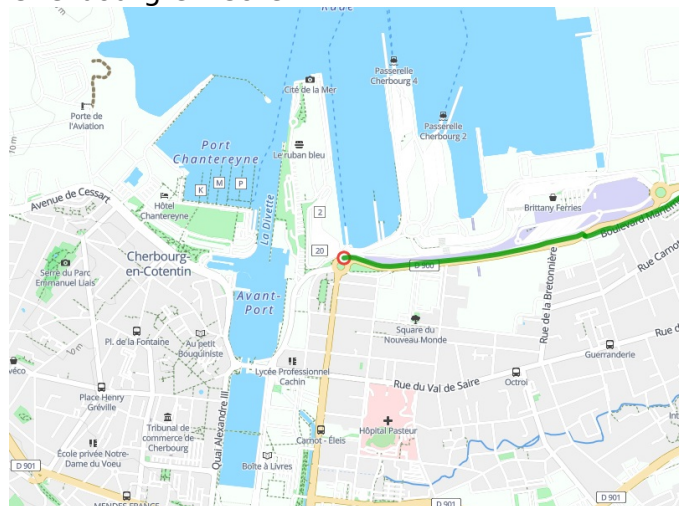 Rade
Passerelle
Cherbourg 4
Cité de la Mer
Porte de
l'Aviation
Passerelle
Cherbourg 2
Port
Chantereyne
Le ruban bleu
K
M
P
Avenue de Cessart
Hôtel
Chantereyne
La Divette
2
Brittany Ferries
Boulevard
20
Cherbourg-
en-Cotentin
D 900
Rue Carnot
Serre du Parc
Emmanuel Liais
Rue de la Bretonnière
Avant-
Port
Square du
Nouveau Monde
Pl. de la Fontaine
Au petit
Bouquiniste
Guerranderie
Lycée Professionnel
Cachin
Rue du Val de Saire
Octroi
Place Henry
Gréville
Quai Alexandre III
Tribunal de
commerce de
Cherbourg
Carnot - Éleis
Hôpital Pasteur
École privée Notre-
Dame du Voeu
Boîte à Livres
D 901
D 901
D 901
MENDES FRANCE